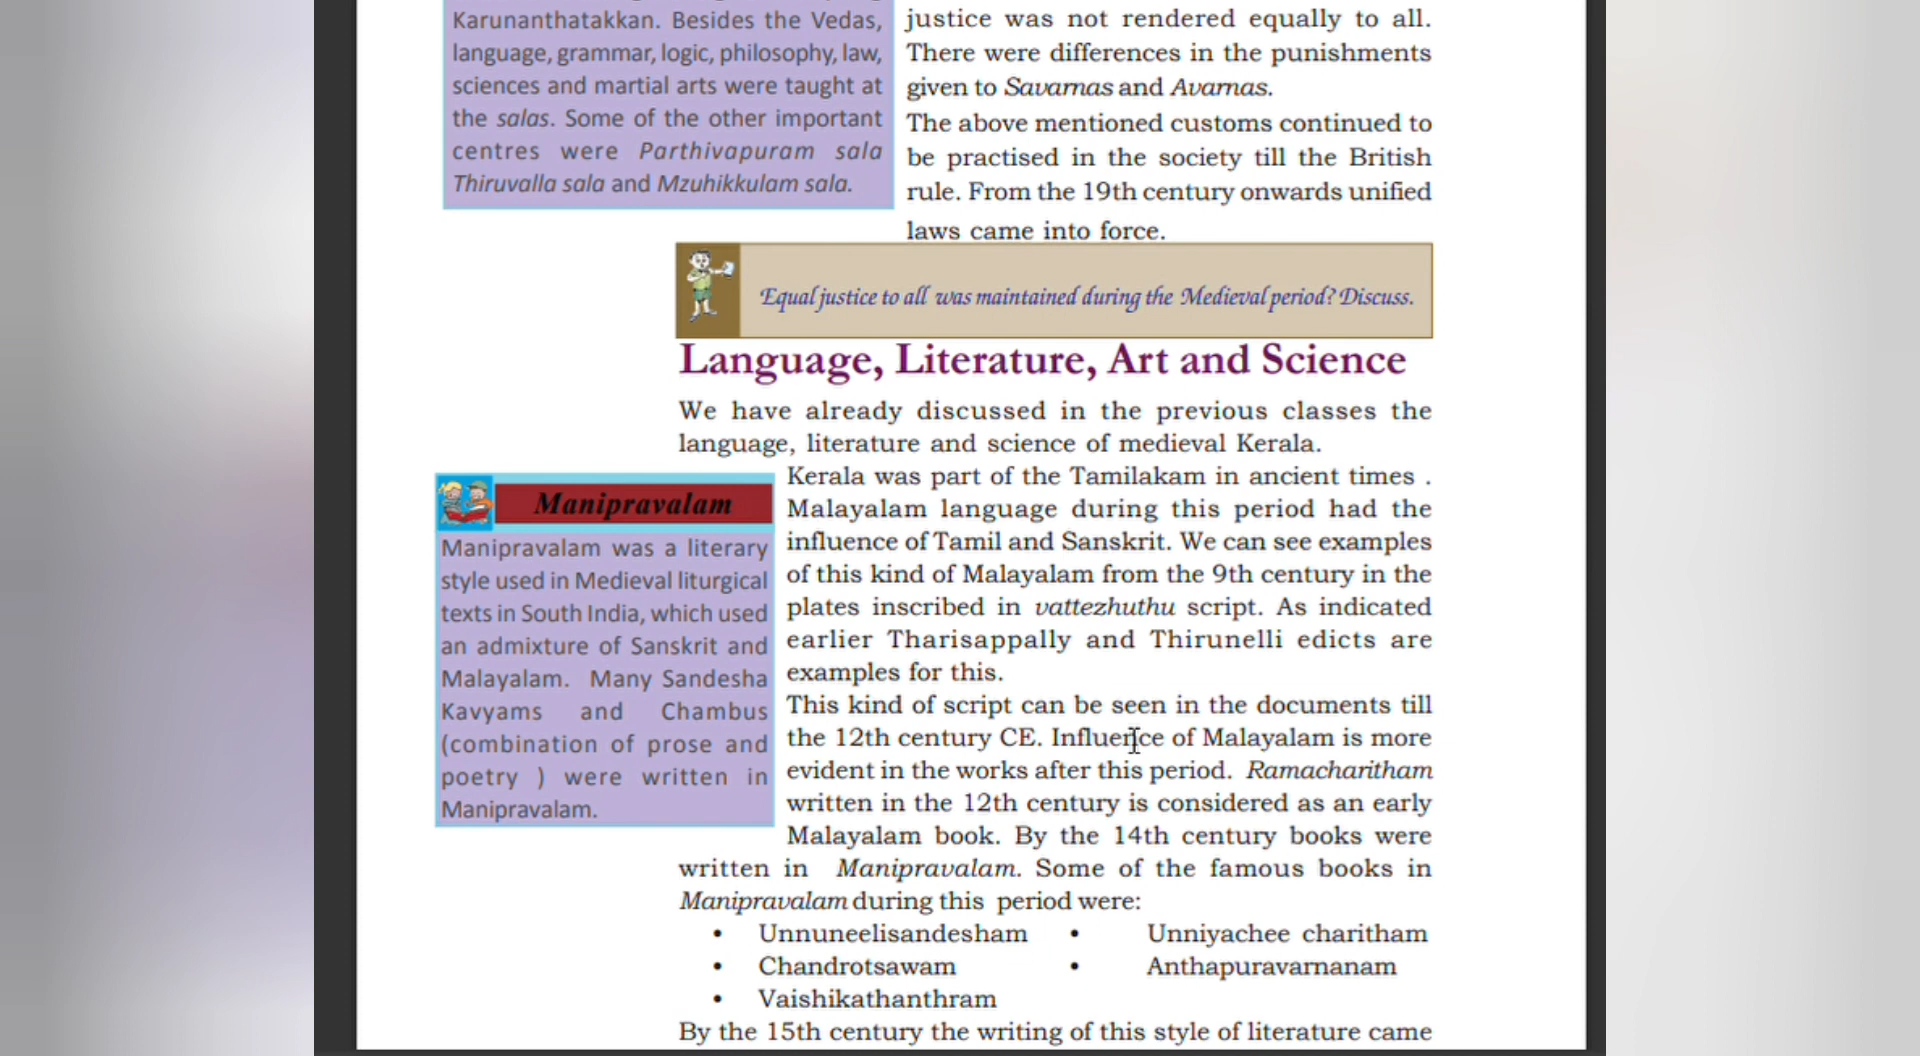 Karunanthatakkan. Besides the Vedas,
language, grammar, logic, philosophy, law,
sciences and martial arts were taught at
the salas. Some of the other important
centres were Parthivapuram sala
Thiruvalla sala and Mzuhikkulam sala.
justice was not rendered equally to all.
There were differences in the punishments
given to Savarnas and Avarnas.
The above mentioned customs continued to
be practised in the society till the British
rule. From the 19th century onwards unified
laws came into force.
Equal justice to all was maintained during the Medieval period? Discuss.
Language, Literature, Art and Science
We have already discussed in the previous classes the
language, literature and science of medieval Kerala.
Manipravalam
Manipravalam was a literary
style used in Medieval liturgical
texts in South India, which used
an admixture of Sanskrit and
Malayalam. Many Sandesha
Kavyams and Chambus
(combination of prose and
poetry ) were written in
Manipravalam.
Kerala was part of the Tamilakam in ancient times .
Malayalam language during this period had the
influence of Tamil and Sanskrit. We can see examples
of this kind of Malayalam from the 9th century in the
plates inscribed in vattezhuthu script. As indicated
earlier Tharisappally and Thirunelli edicts are
examples for this.
This kind of script can be seen in the documents till
the 12th century CE. Influence of Malayalam is more
evident in the works after this period. Ramacharitham
written in the 12th century is considered as an early
Malayalam book. By the 14th century books were
written in Manipravalam. Some of the famous books in
Manipravalam during this period were:
• Unnuneelisandesham • Unniyachee charitham
• Chandrotsawam • Anthapuravarnanam
• Vaishikathanthram
By the 15th century the writing of this style of literature came